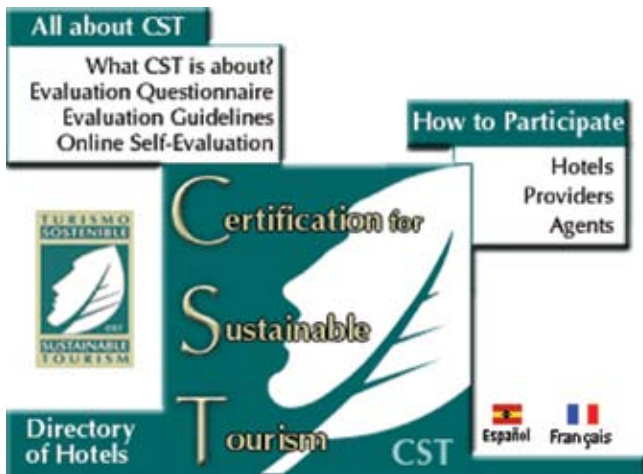 All about CST
What CST is about?
Evaluation Questionnaire
Evaluation Guidelines
Online Self-Evaluation
How to Participate
Hotels
Providers
Agents
TURISMO
SOSTENIBLE
CST
SUSTAINABLE
TOURISM
Certification for
Sustainable
Tourism
CST
Directory
of Hotels
Español
Français